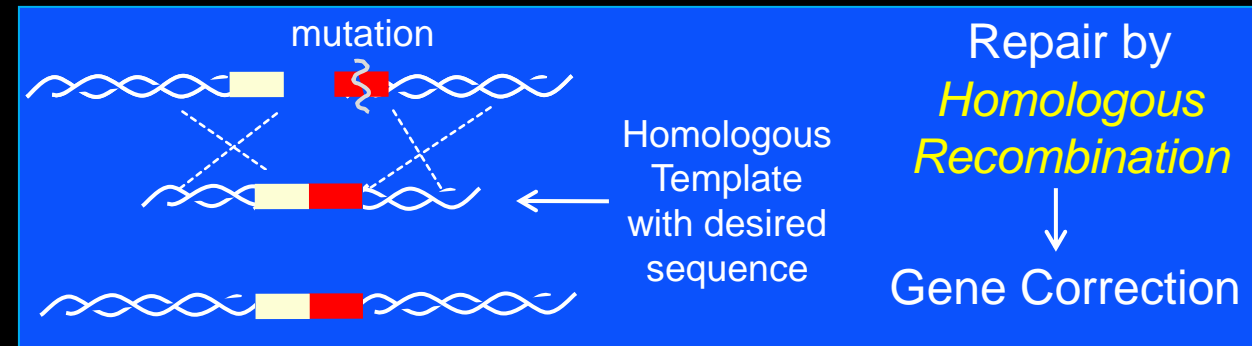 mutation
Homologous
Template
with desired
sequence
Repair by
Homologous
Recombination
Gene Correction